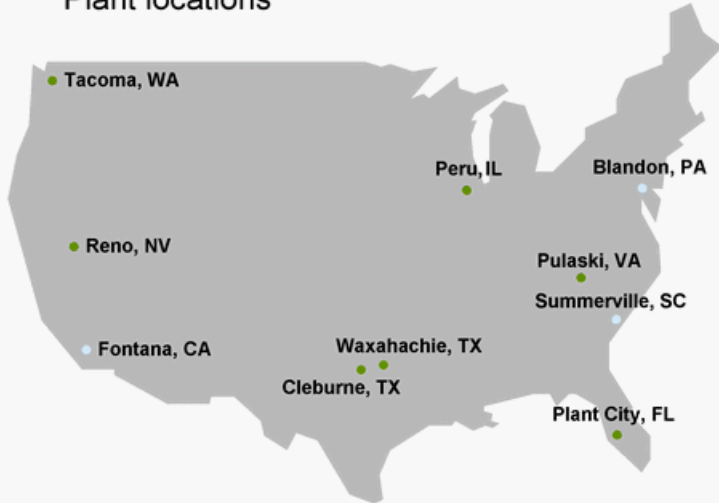 Plant locations
Tacoma, WA
Peru, IL
Blandon, PA
Reno, NV
Pulaski, VA
Summerville, SC
Fontana, CA
Waxahachie, TX
Cleburne, TX
Plant City, FL